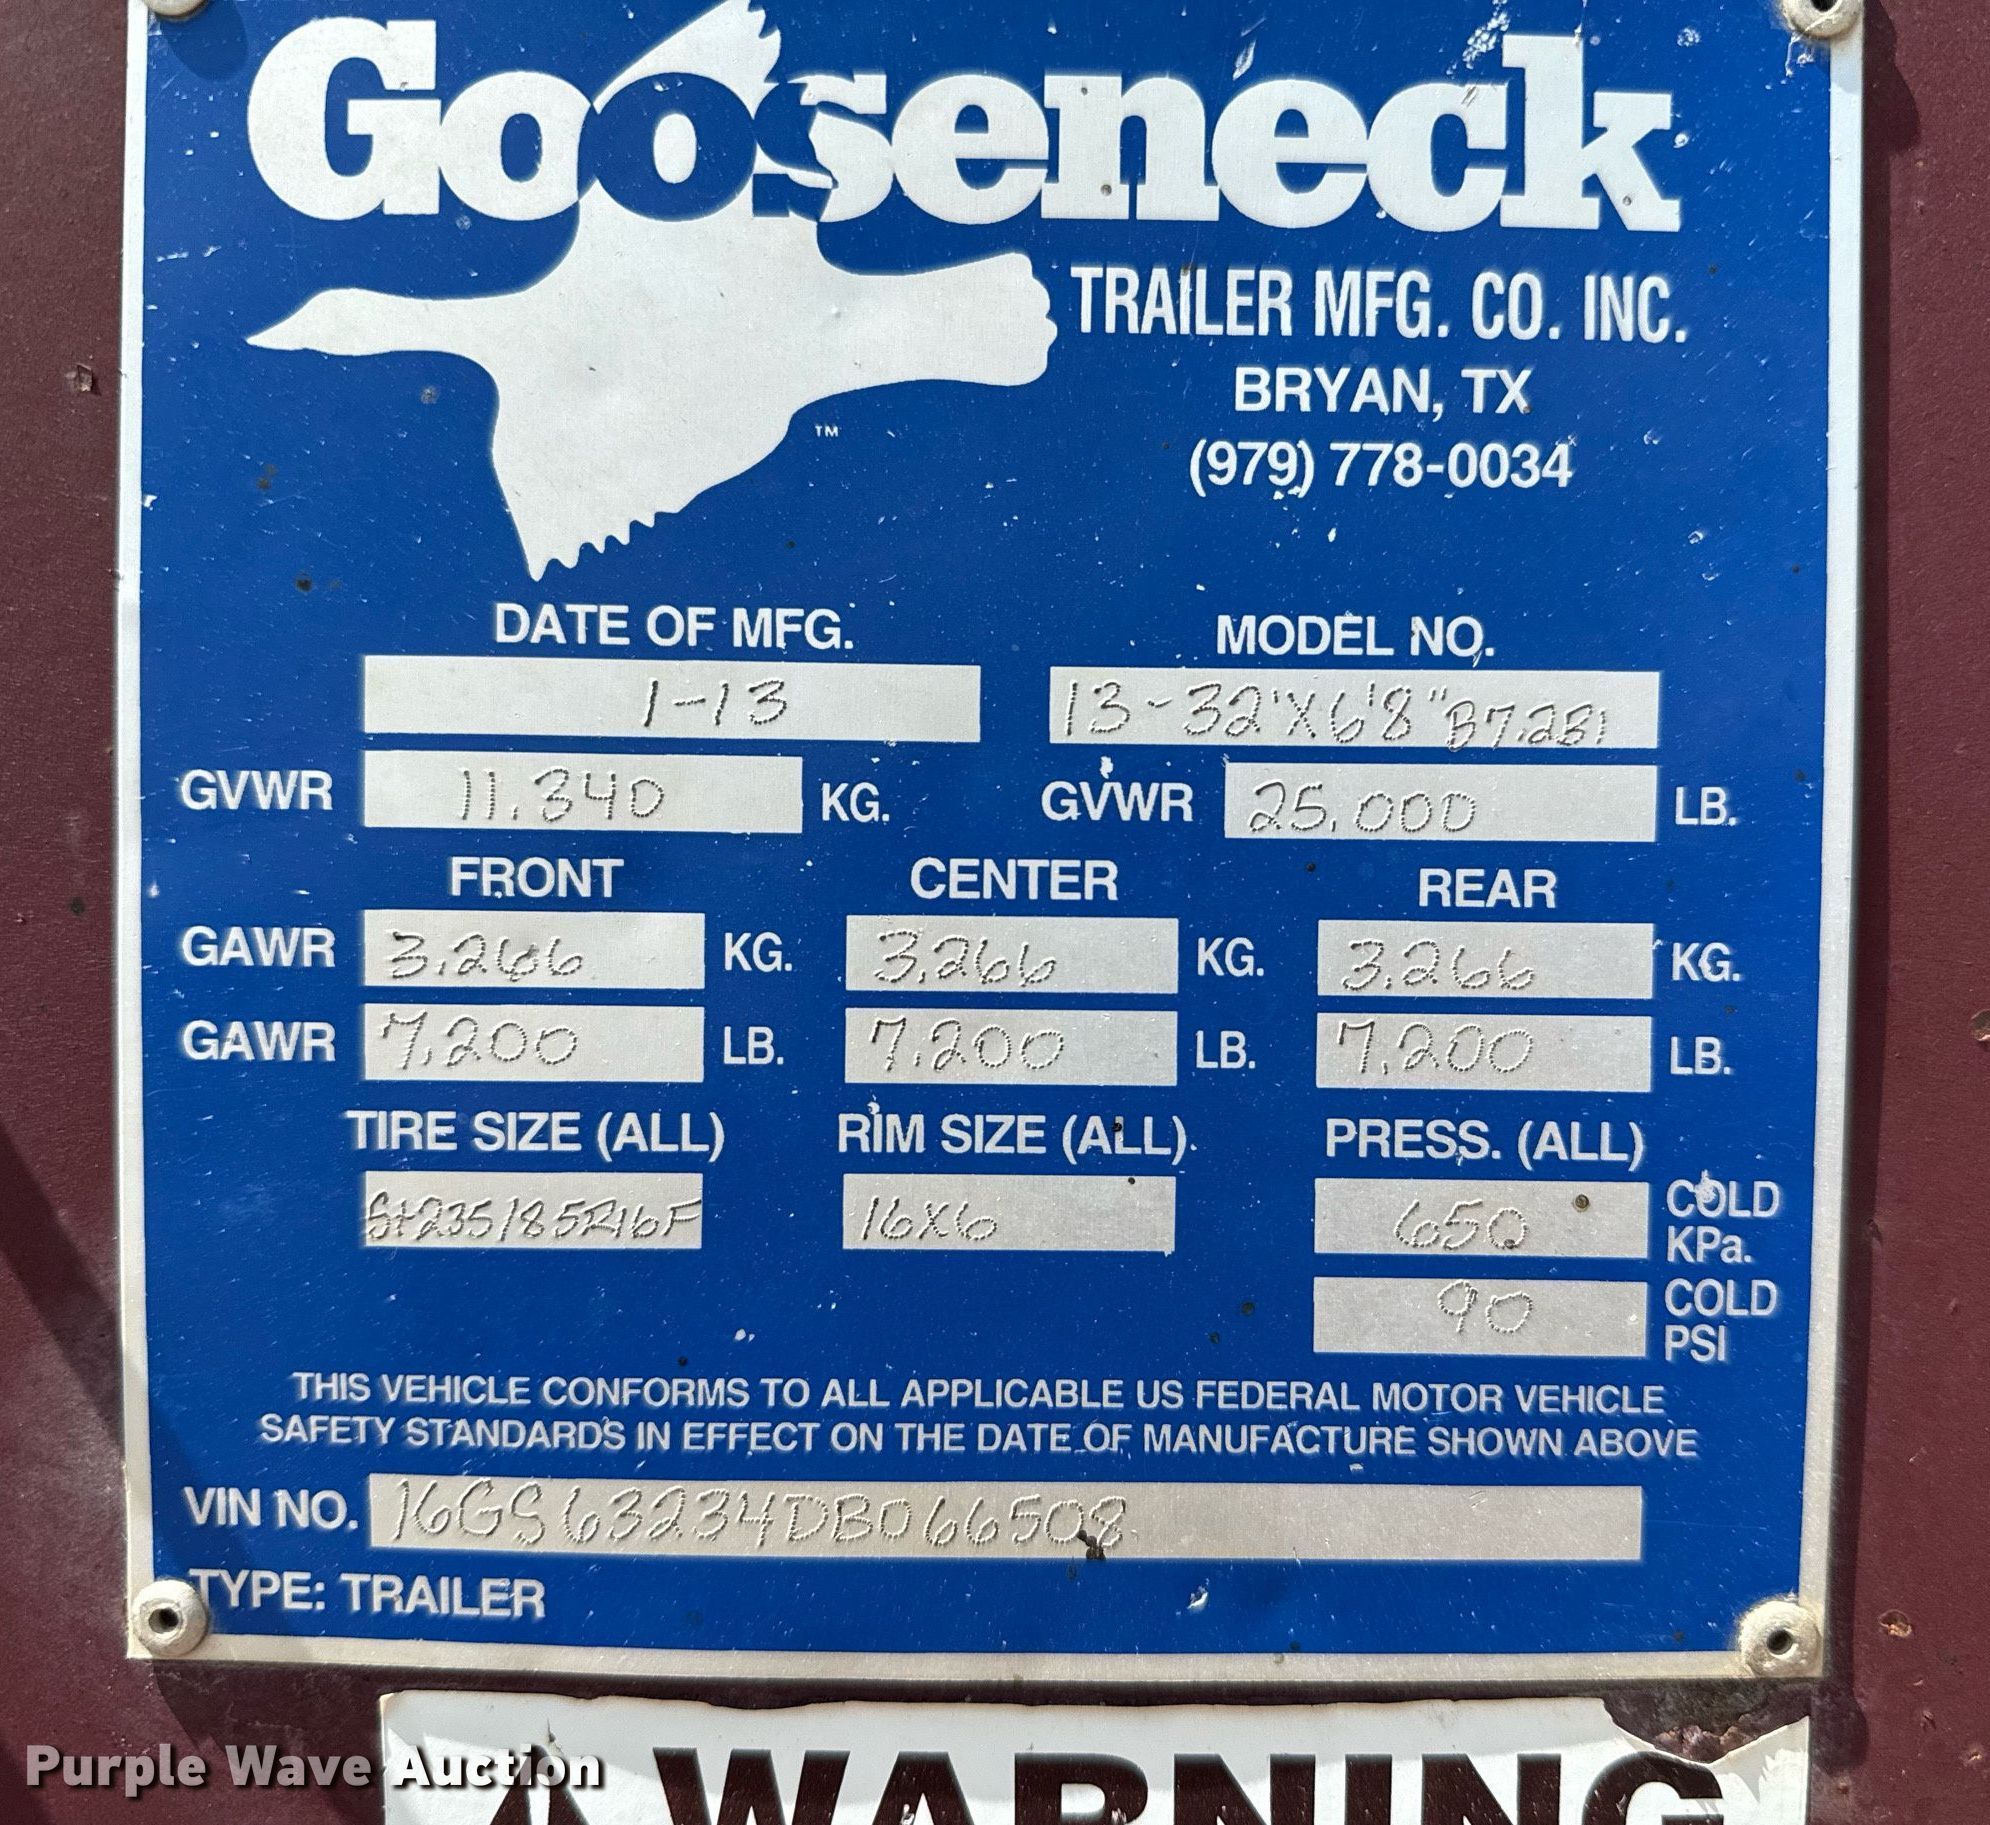 Gooseneck
TRAILER MFG. CO. INC.
BRYAN, TX
TM
(979) 778-0034
DATE OF MFG. MODEL NO.
1-13 13-32'X6'8"B7.2B1
GVWR 11.340 KG. GVWR 25.000 LB.
FRONT CENTER REAR
GAWR 3.266 KG. 3.266 KG. 3.266 KG.
GAWR 7.200 LB. 7.200 LB. 7.200 LB.
TIRE SIZE (ALL) RIM SIZE (ALL) PRESS. (ALL)
St235/85R16F 16X6 650 COLD KPa.
90 COLD PSI
THIS VEHICLE CONFORMS TO ALL APPLICABLE US FEDERAL MOTOR VEHICLE
SAFETY STANDARDS IN EFFECT ON THE DATE OF MANUFACTURE SHOWN ABOVE
VIN NO. 16GS63234DB066508
TYPE: TRAILER
WARNING
Purple Wave Auction